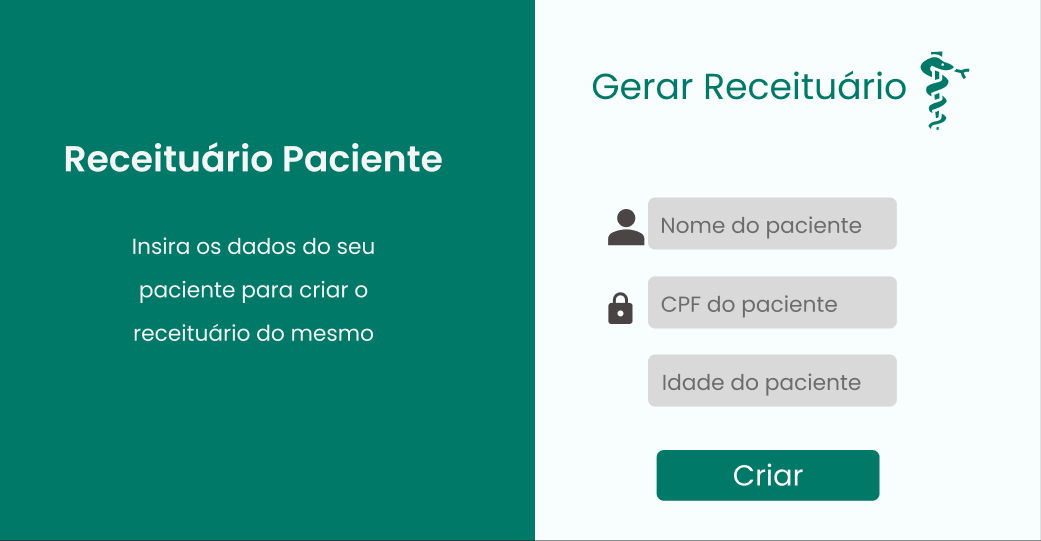 Receituário Paciente
Insira os dados do seu
paciente para criar o
receituário do mesmo
Gerar Receituário
Nome do paciente
CPF do paciente
Idade do paciente
Criar